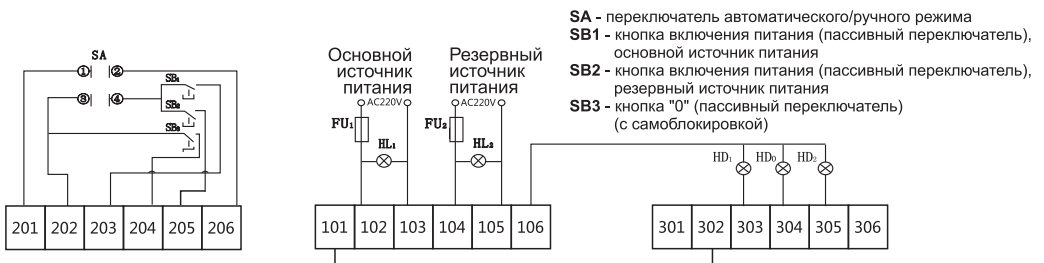 SA - переключатель автоматического/ручного режима
SB1 - кнопка включения питания (пассивный переключатель),
основной источник питания
SB2 - кнопка включения питания (пассивный переключатель),
резервный источник питания
SB3 - кнопка "0" (пассивный переключатель)
(с самоблокировкой)
SA
① ②
③ ④
SB₁
SB₂
SB₃
201 202 203 204 205 206
Основной
источник
питания
AC220V
FU₁
HL₁
Резервный
источник
питания
AC220V
FU₂
HL₂
101 102 103 104 105 106
HD₁ HD₀ HD₂
301 302 303 304 305 306